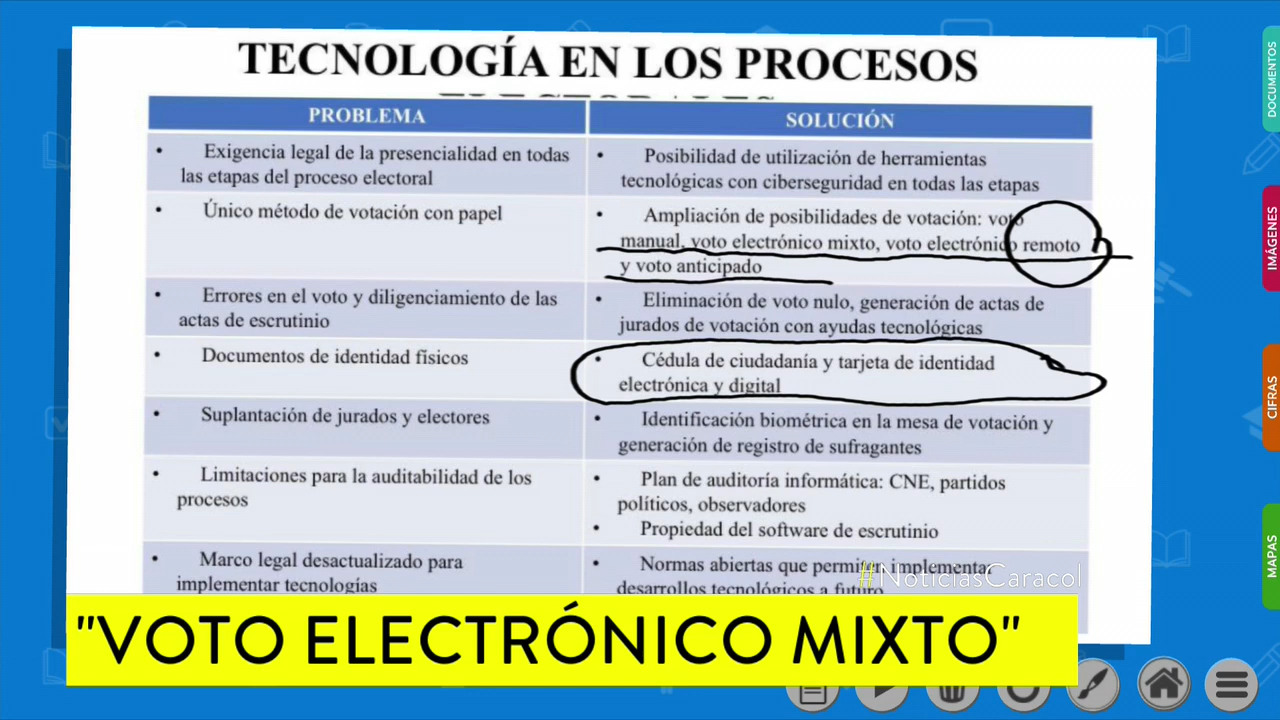 TECNOLOGÍA EN LOS PROCESOS
ELECTORALES
PROBLEMA
SOLUCIÓN
• Exigencia legal de la presencialidad en todas
las etapas del proceso electoral
• Posibilidad de utilización de herramientas
tecnológicas con ciberseguridad en todas las etapas
• Único método de votación con papel
• Ampliación de posibilidades de votación: voto
manual, voto electrónico mixto, voto electrónico remoto
y voto anticipado
• Errores en el voto y diligenciamiento de las
actas de escrutinio
• Eliminación de voto nulo, generación de actas de
jurados de votación con ayudas tecnológicas
• Documentos de identidad físicos
• Cédula de ciudadanía y tarjeta de identidad
electrónica y digital
• Suplantación de jurados y electores
• Identificación biométrica en la mesa de votación y
generación de registro de sufragantes
• Limitaciones para la auditabilidad de los
procesos
• Plan de auditoría informática: CNE, partidos
políticos, observadores
• Propiedad del software de escrutinio
• Marco legal desactualizado para
implementar tecnologías
• Normas abiertas que permiten implementar
desarrollos tecnológicos a futuro
#NoticiasCaracol
"VOTO ELECTRÓNICO MIXTO"
DOCUMENTOS
IMÁGENES
CIFRAS
MAPAS